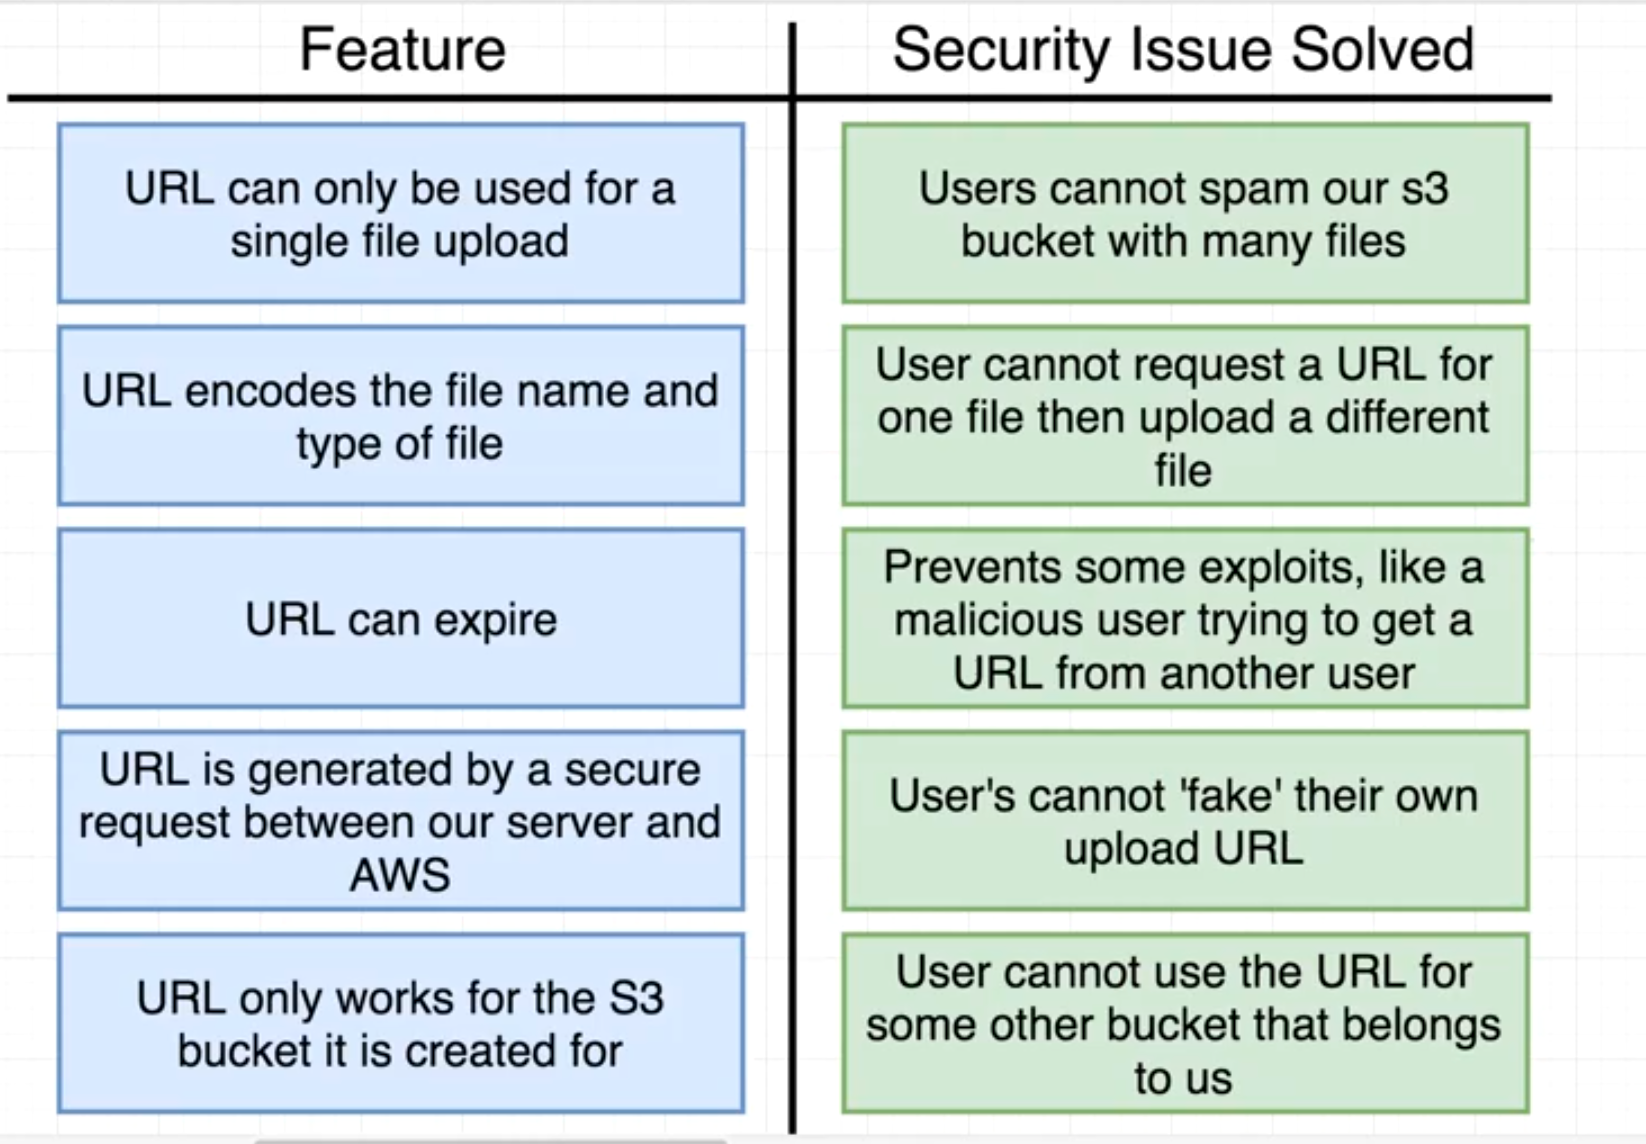 Feature
Security Issue Solved
URL can only be used for a
single file upload
Users cannot spam our s3
bucket with many files
URL encodes the file name and
type of file
User cannot request a URL for
one file then upload a different
file
URL can expire
Prevents some exploits, like a
malicious user trying to get a
URL from another user
URL is generated by a secure
request between our server and
AWS
User's cannot 'fake' their own
upload URL
URL only works for the S3
bucket it is created for
User cannot use the URL for
some other bucket that belongs
to us